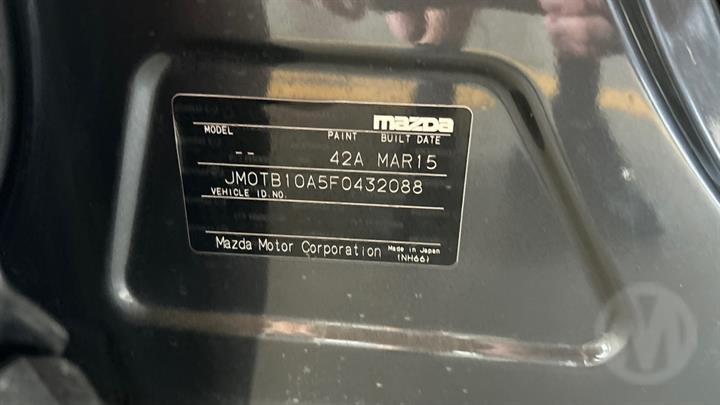 mazda
MODEL PAINT BUILT DATE
-- 42A MAR15
JM0TB10A5F0432088
VEHICLE ID.NO.
Mazda Motor Corporation Made in Japan
(NH66)
M